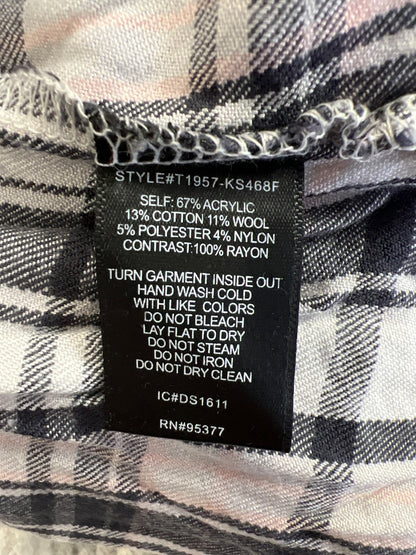 STYLE#T1957-KS468F
SELF: 67% ACRYLIC
13% COTTON 11% WOOL
5% POLYESTER 4% NYLON
CONTRAST:100% RAYON
TURN GARMENT INSIDE OUT
HAND WASH COLD
WITH LIKE COLORS
DO NOT BLEACH
LAY FLAT TO DRY
DO NOT STEAM
DO NOT IRON
DO NOT DRY CLEAN
IC#DS1611
RN#95377